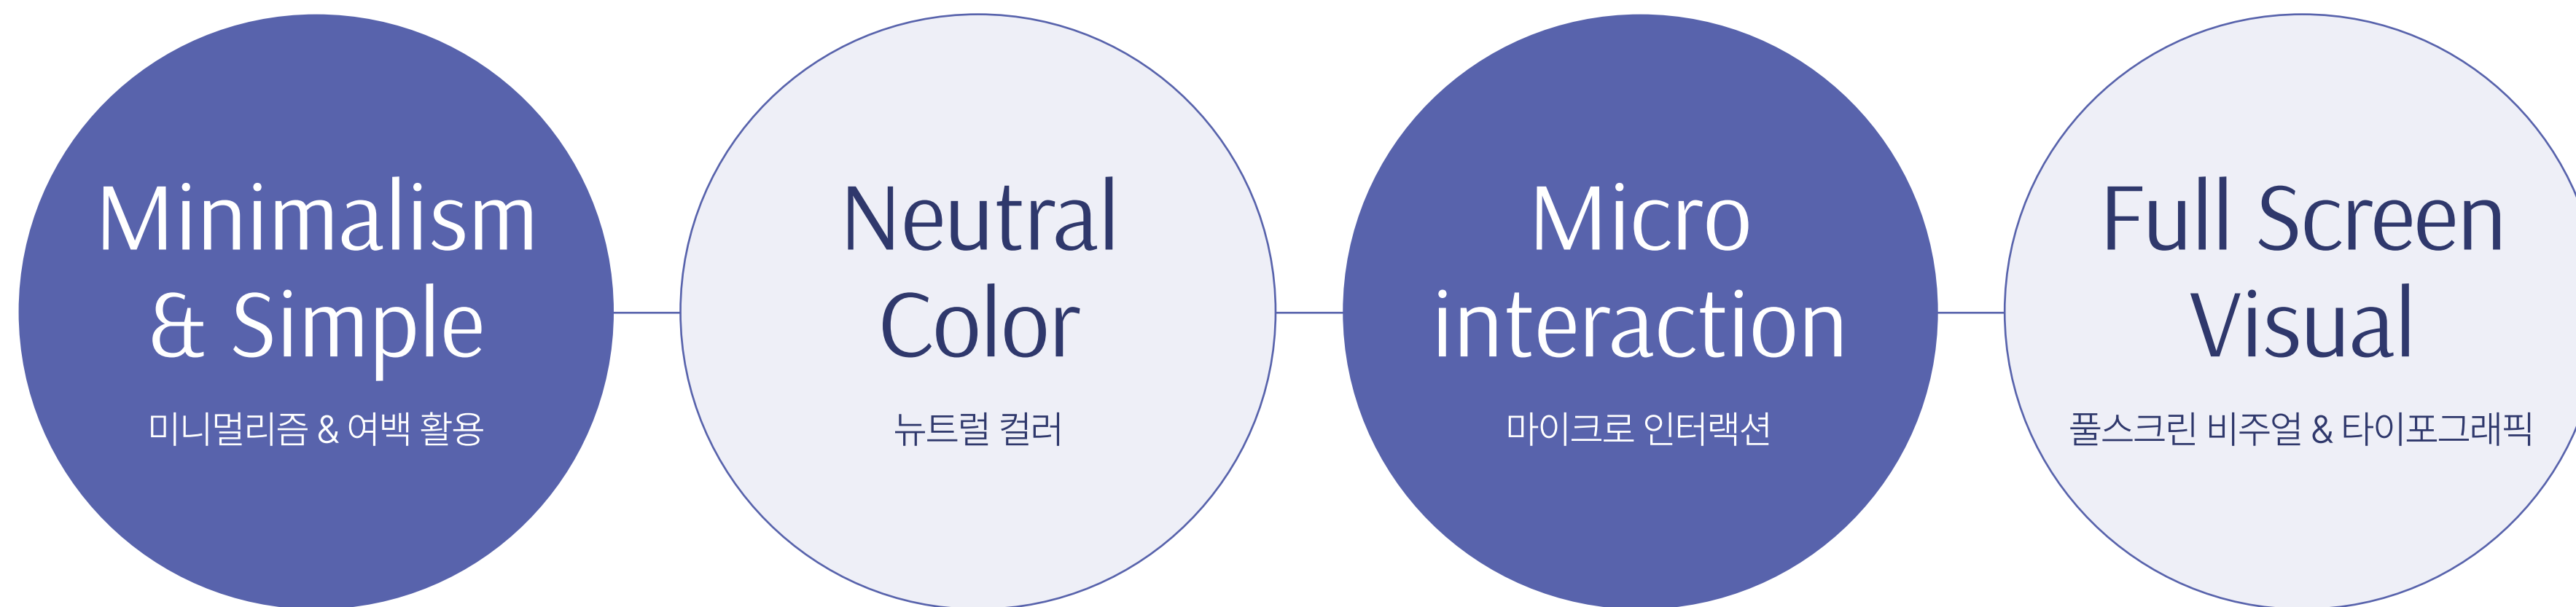 Minimalism
& Simple
미니멀리즘 & 여백 활용
Neutral
Color
뉴트럴 컬러
Micro
interaction
마이크로 인터랙션
Full Screen
Visual
풀스크린 비주얼 & 타이포그래픽